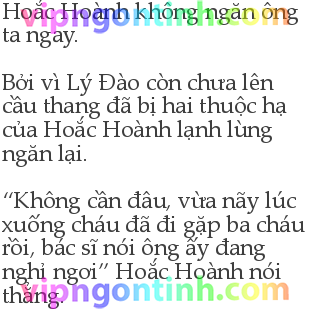 Hoắc Hoành không ngăn ông
vipngontinh.com
ta ngay.
Bởi vì Lý Đào còn chưa lên
cầu thang đã bị hai thuộc hạ
của Hoắc Hoành lạnh lùng
ngăn lại.
“Không cần đâu, vừa nãy lúc
xuống cháu đã đi gặp ba cháu
rồi, bác sĩ nói ông ấy đang
nghỉ ngơi” Hoắc Hoành nói
vipngontinh.com
thẳng.